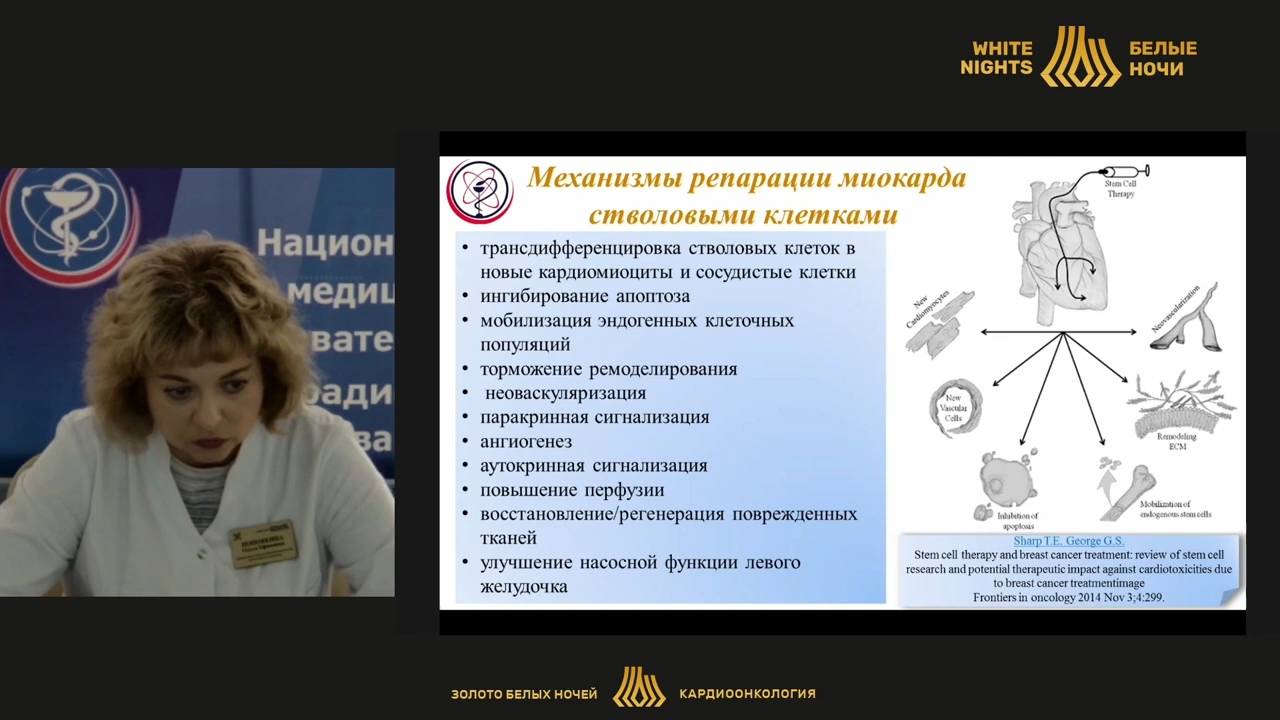 WHITE
NIGHTS
БЕЛЫЕ
НОЧИ
Национ
медиц
вате
ради
ва
Механизмы репарации миокарда
стволовыми клетками
• трансдифференцировка стволовых клеток в
новые кардиомиоциты и сосудистые клетки
• ингибирование апоптоза
• мобилизация эндогенных клеточных
популяций
• торможение ремоделирования
• неоваскуляризация
• паракринная сигнализация
• ангиогенез
• аутокринная сигнализация
• повышение перфузии
• восстановление/регенерация поврежденных
тканей
• улучшение насосной функции левого
желудочка
Stem Cell
Therapy
New
Cardiomyocytes
Neovascularization
New
Vascular
Cells
Remodeling
ECM
Inhibition of
apoptosis
Mobilization of
endogenous stem cells
Sharp T.E. George G.S.
Stem cell therapy and breast cancer treatment: review of stem cell
research and potential therapeutic impact against cardiotoxicities due
to breast cancer treatmentimage
Frontiers in oncology 2014 Nov 3;4:299.
ЗОЛОТО БЕЛЫХ НОЧЕЙ
КАРДИООНКОЛОГИЯ